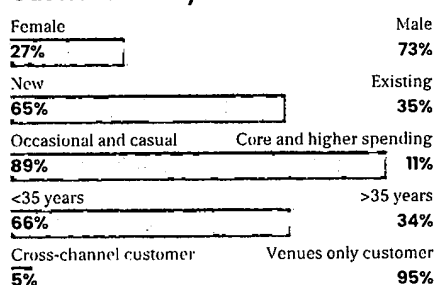 Female Male
27% 73%
New Existing
65% 35%
Occasional and casual Core and higher spending
89% 11%
<35 years >35 years
66% 34%
Cross-channel customer Venues only customer
5% 95%